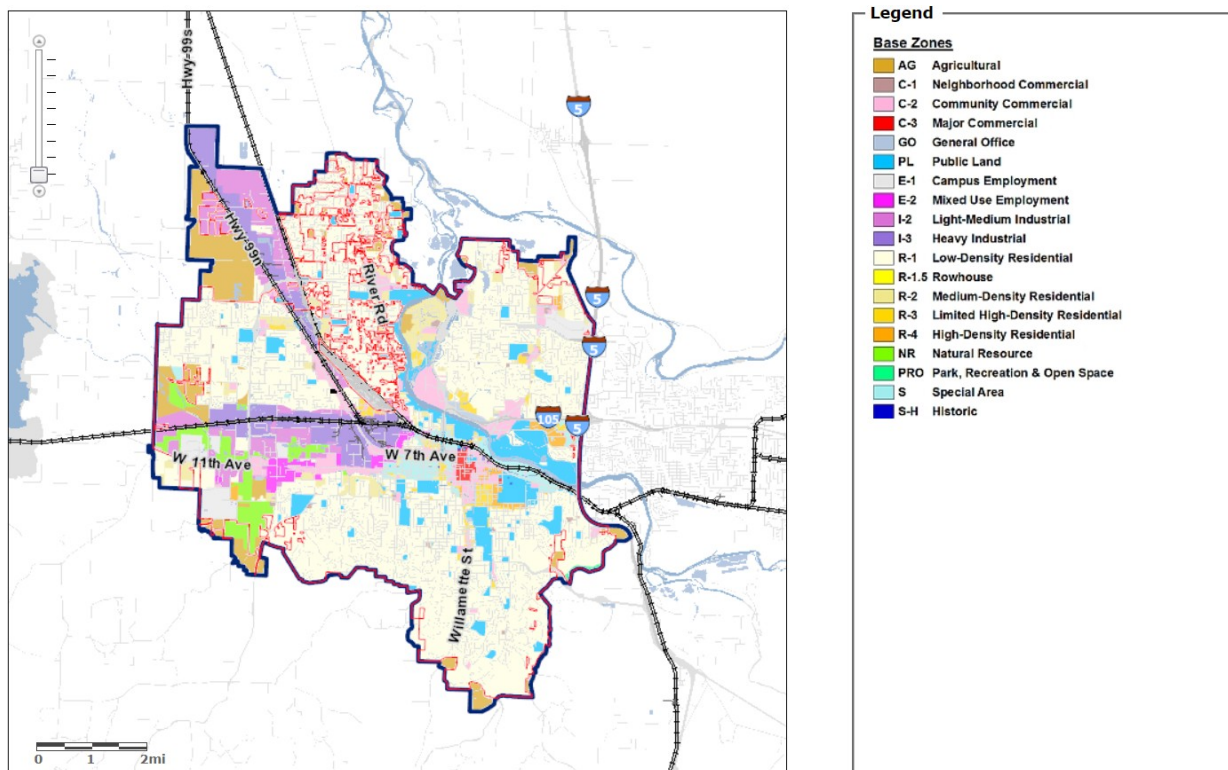 Hwy-99s
5
Hwy-99n
River Rd
5
5
105
5
W 11th Ave
W 7th Ave
Willamette St
0 1 2mi
Legend
Base Zones
AG Agricultural
C-1 Neighborhood Commercial
C-2 Community Commercial
C-3 Major Commercial
GO General Office
PL Public Land
E-1 Campus Employment
E-2 Mixed Use Employment
I-2 Light-Medium Industrial
I-3 Heavy Industrial
R-1 Low-Density Residential
R-1.5 Rowhouse
R-2 Medium-Density Residential
R-3 Limited High-Density Residential
R-4 High-Density Residential
NR Natural Resource
PRO Park, Recreation & Open Space
S Special Area
S-H Historic